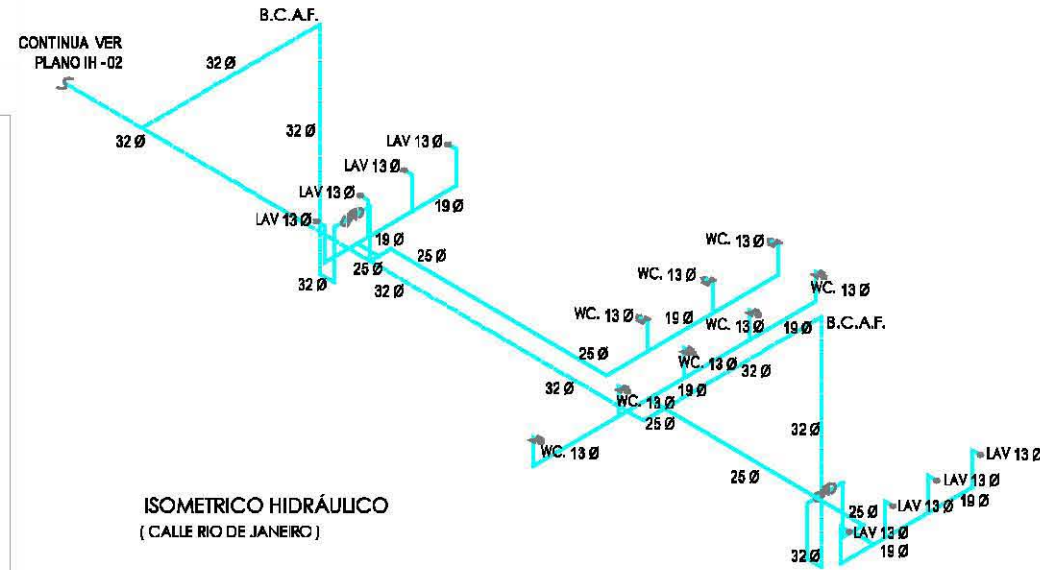 B.C.A.F.
CONTINUA VER
PLANO IH -02
32 Ø
32 Ø
32 Ø
LAV 13 Ø
LAV 13 Ø
LAV 13 Ø
LAV 13 Ø
19 Ø
19 Ø
25 Ø
25 Ø
32 Ø
32 Ø
WC. 13 Ø
WC. 13 Ø
WC. 13 Ø
WC. 13 Ø
WC. 13 Ø
19 Ø
19 Ø
B.C.A.F.
25 Ø
WC. 13 Ø
32 Ø
32 Ø
19 Ø
WC. 13 Ø
25 Ø
32 Ø
WC. 13 Ø
25 Ø
LAV 13 Ø
LAV 13 Ø
19 Ø
LAV 13 Ø
25 Ø
LAV 13 Ø
19 Ø
32 Ø
ISOMETRICO HIDRÁULICO
( CALLE RIO DE JANEIRO )